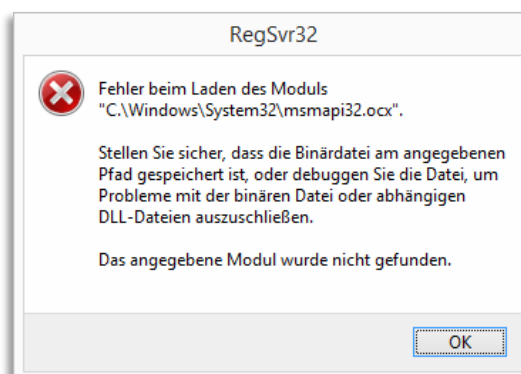 RegSvr32
Fehler beim Laden des Moduls
"C:\Windows\System32\msmapi32.ocx".
Stellen Sie sicher, dass die Binärdatei am angegebenen
Pfad gespeichert ist, oder debuggen Sie die Datei, um
Probleme mit der binären Datei oder abhängigen
DLL-Dateien auszuschließen.
Das angegebene Modul wurde nicht gefunden.
OK